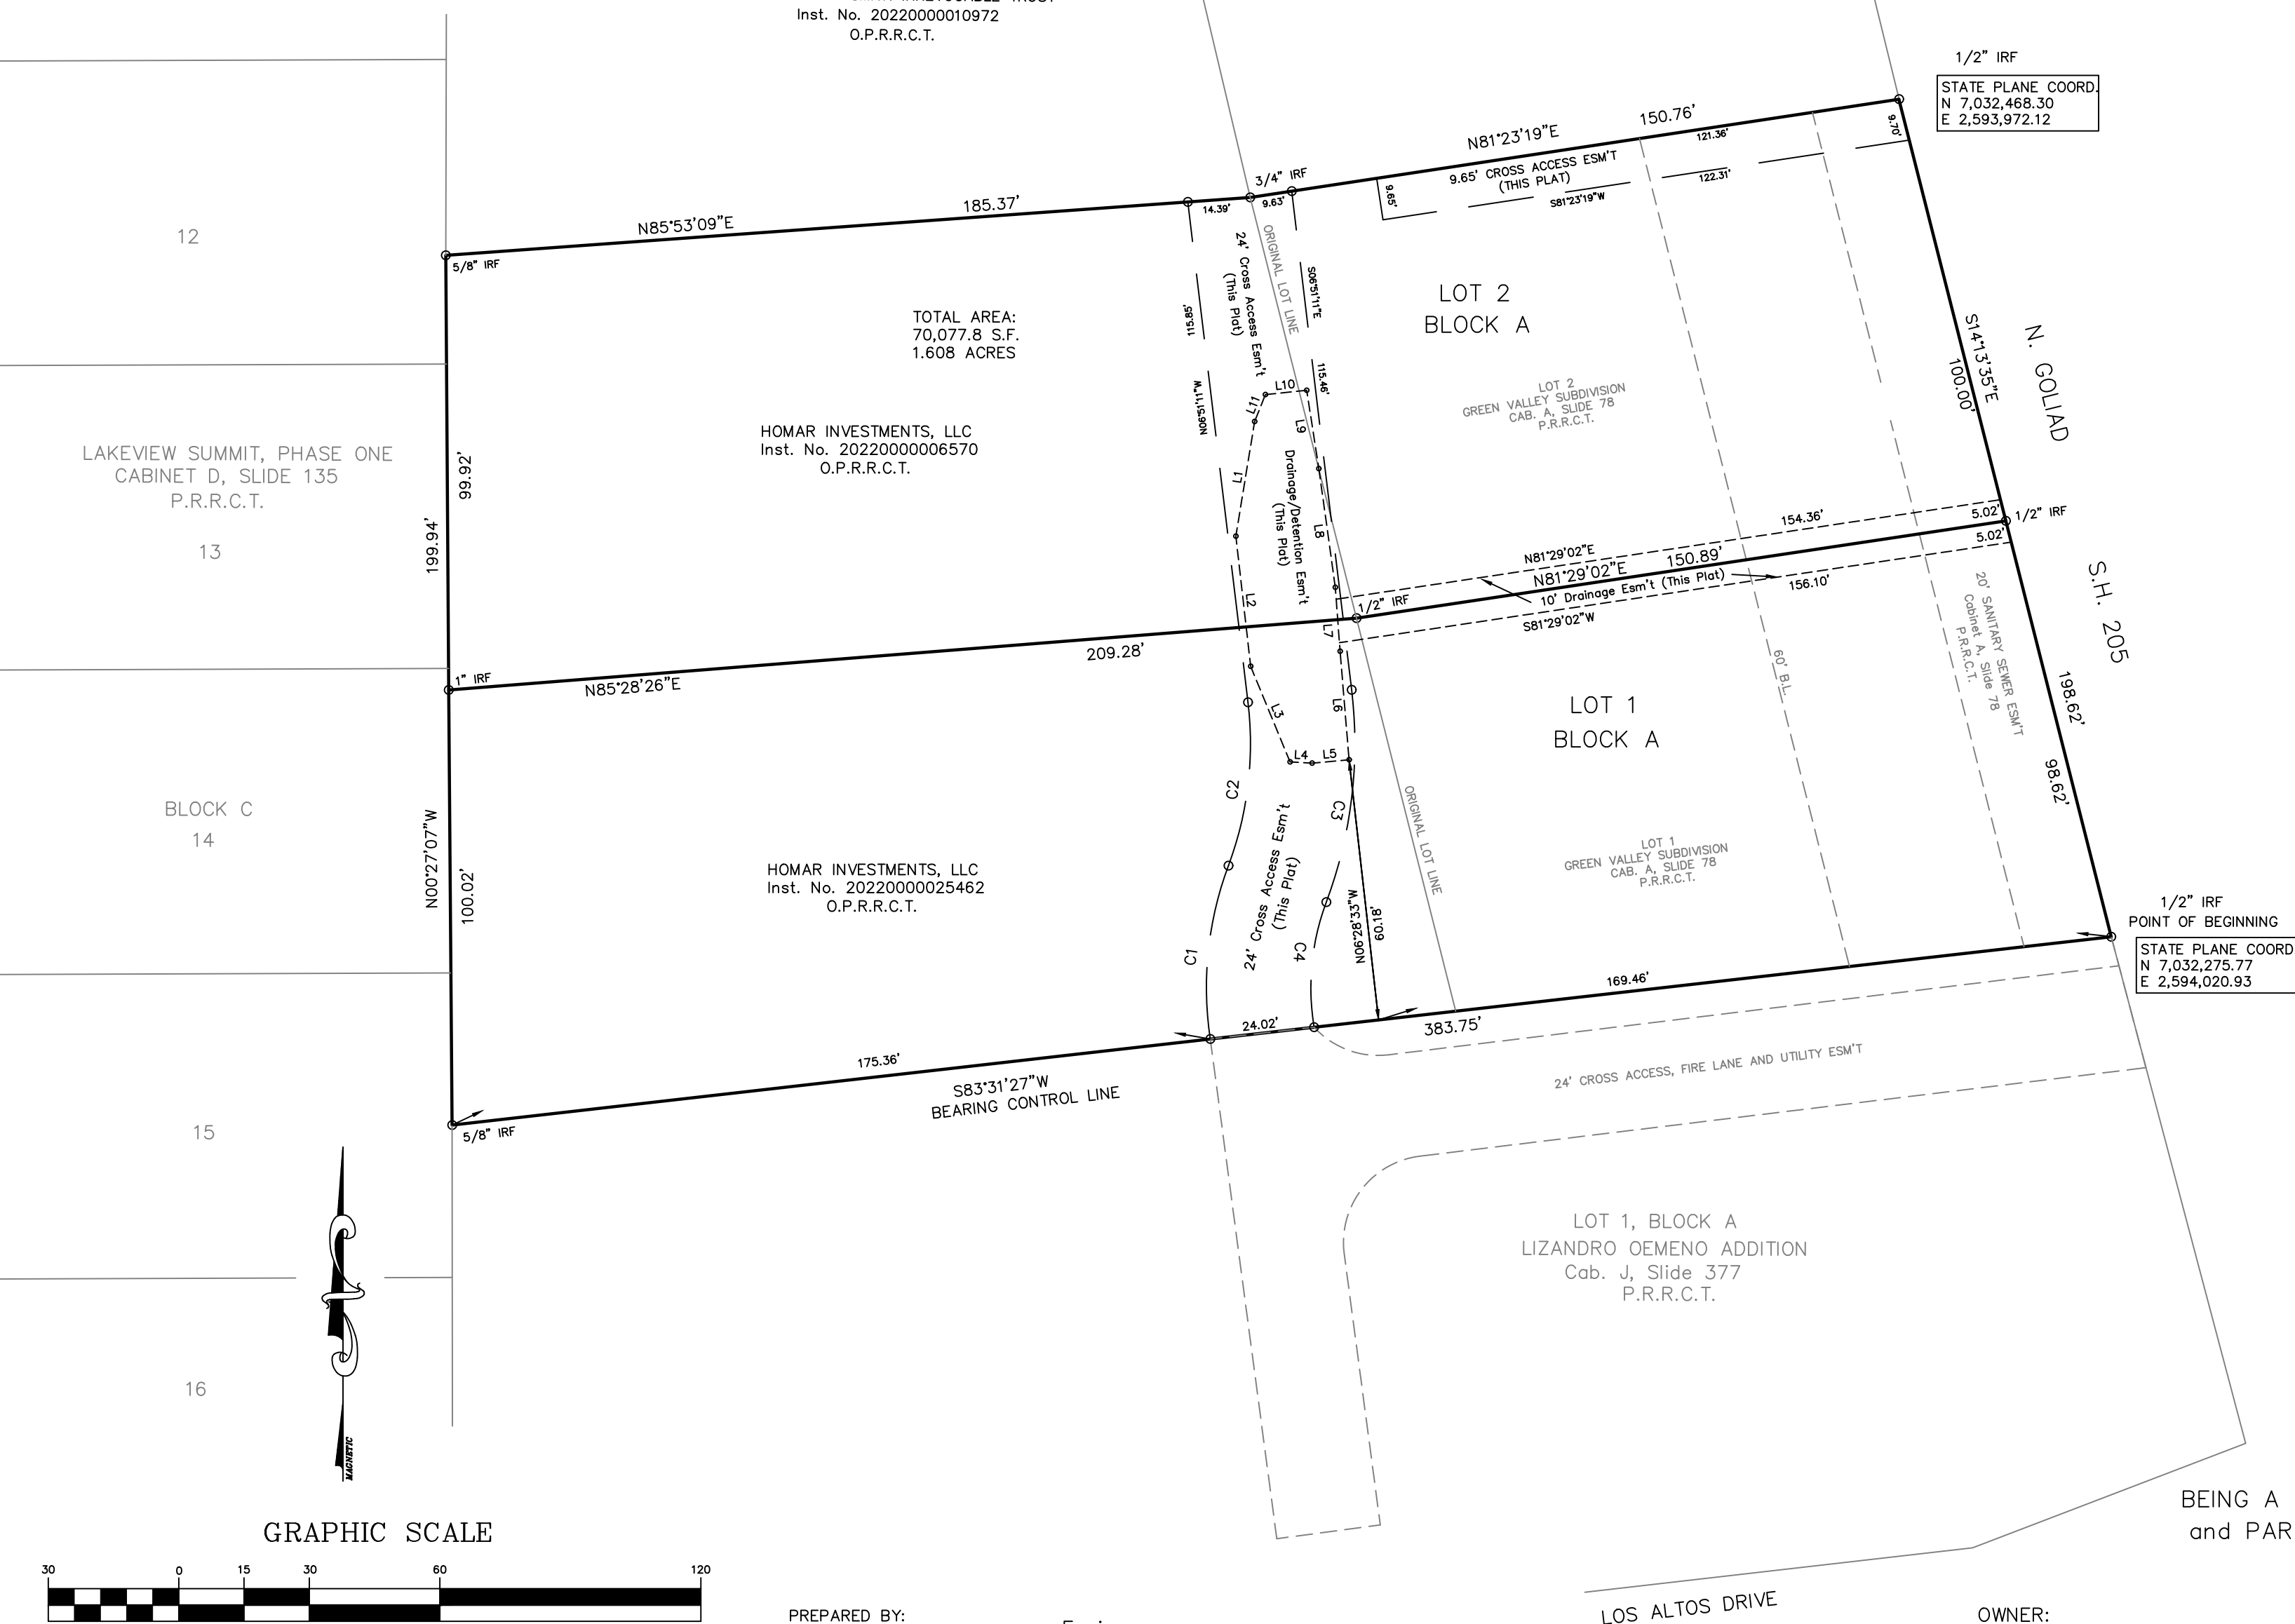 Inst. No. 20220000010972
O.P.R.R.C.T.
1/2" IRF
STATE PLANE COORD.
N 7,032,468.30
E 2,593,972.12
N81°23'19"E
150.76'
121.36'
9.70'
9.65' CROSS ACCESS ESM'T
(THIS PLAT)
122.31'
S81°23'19"W
9.65'
3/4" IRF
14.39'
9.63'
N85°53'09"E
185.37'
5/8" IRF
12
24' Cross Access Esm't
(This Plat)
ORIGINAL LOT LINE
S06°51'11"E
115.85'
N06°51'11"W
115.46'
TOTAL AREA:
70,077.8 S.F.
1.608 ACRES
LOT 2
BLOCK A
N. GOLIAD
S14°13'35"E
100.00'
LOT 2
GREEN VALLEY SUBDIVISION
CAB. A, SLIDE 78
P.R.R.C.T.
HOMAR INVESTMENTS, LLC
Inst. No. 20220000006570
O.P.R.R.C.T.
LAKEVIEW SUMMIT, PHASE ONE
CABINET D, SLIDE 135
P.R.R.C.T.
13
99.92'
199.94'
L10
L11
L9
L1
Drainage/Detention Esm't
(This Plat)
L8
L2
L7
154.36'
5.02'
1/2" IRF
5.02'
N81°29'02"E
150.89'
N81°29'02"E
10' Drainage Esm't (This Plat)
156.10'
S81°29'02"W
1/2" IRF
S.H. 205
20' SANITARY SEWER ESM'T
Cabinet A, Slide 78
P.R.R.C.T.
60' B.L.
1" IRF
N85°28'26"E
209.28'
L3
L6
L4
L5
LOT 1
BLOCK A
198.62'
98.62'
C2
C3
BLOCK C
14
N00°27'07"W
100.02'
HOMAR INVESTMENTS, LLC
Inst. No. 20220000025462
O.P.R.R.C.T.
24' Cross Access Esm't
(This Plat)
C1
C4
N06°28'33"W
60.18'
ORIGINAL LOT LINE
LOT 1
GREEN VALLEY SUBDIVISION
CAB. A, SLIDE 78
P.R.R.C.T.
1/2" IRF
POINT OF BEGINNING
STATE PLANE COORD
N 7,032,275.77
E 2,594,020.93
169.46'
24.02'
383.75'
175.36'
S83°31'27"W
BEARING CONTROL LINE
5/8" IRF
15
24' CROSS ACCESS, FIRE LANE AND UTILITY ESM'T
LOT 1, BLOCK A
LIZANDRO OEMENO ADDITION
Cab. J, Slide 377
P.R.R.C.T.
16
MAGNETIC
BEING A
and PAR
GRAPHIC SCALE
30 0 15 30 60 120
LOS ALTOS DRIVE
PREPARED BY:
OWNER: